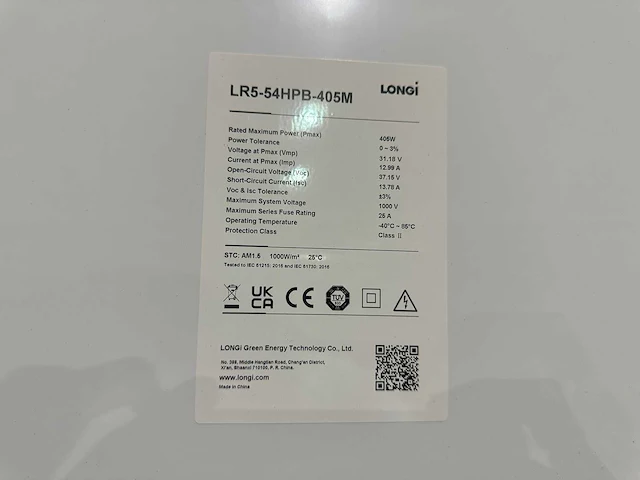 LR5-54HPB-405M LONGi
Rated Maximum Power (Pmax) 405W
Power Tolerance 0 ~ 3%
Voltage at Pmax (Vmp) 31.18 V
Current at Pmax (Imp) 12.99 A
Open-Circuit Voltage (Voc) 37.15 V
Short-Circuit Current (Isc) 13.78 A
Voc & Isc Tolerance ±3%
Maximum System Voltage 1000 V
Maximum Series Fuse Rating 25 A
Operating Temperature -40°C ~ 85°C
Protection Class Class II
STC: AM1.5 1000W/m² 25°C
Tested to IEC 61215: 2016 and IEC 61730: 2016
UK CA CE TÜV
LONGi Green Energy Technology Co., Ltd.
No. 388, Middle Hangtian Road, Chang'an District,
Xi'an, Shaanxi 710100, P. R. China.
www.longi.com
Made in China